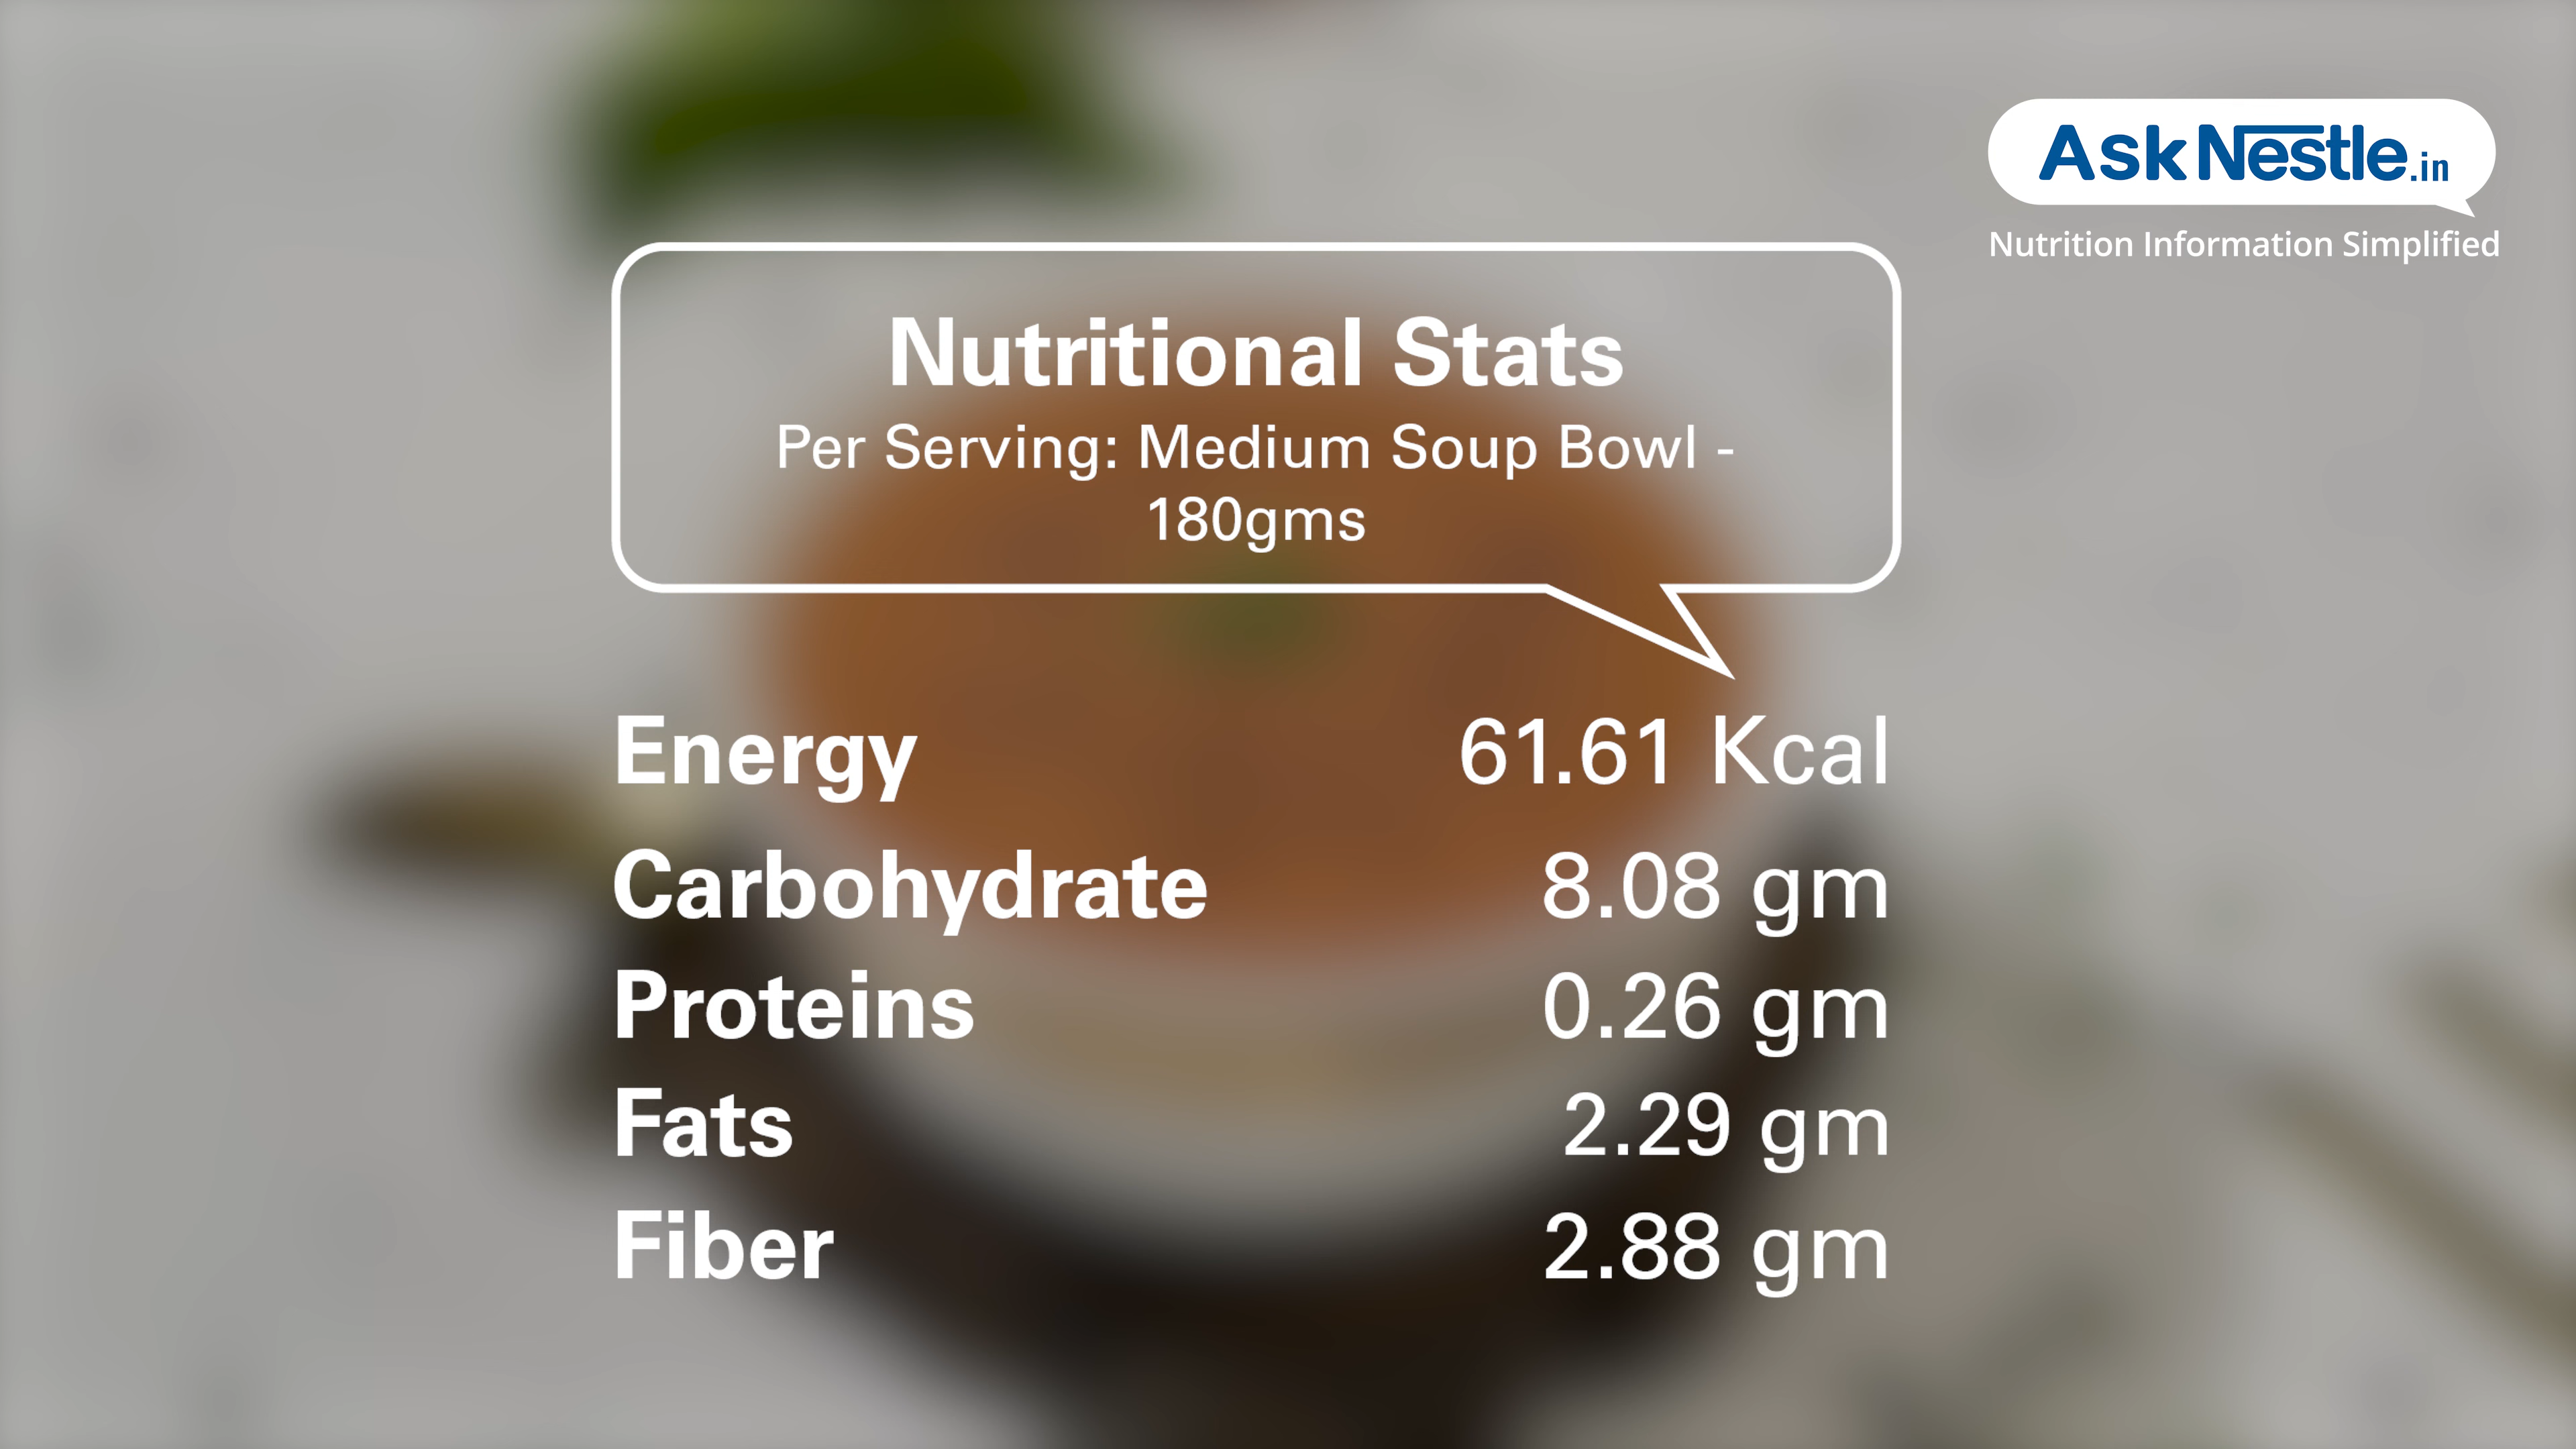 AskNestle.in
Nutrition Information Simplified
Nutritional Stats
Per Serving: Medium Soup Bowl -
180gms
Energy 61.61 Kcal
Carbohydrate 8.08 gm
Proteins 0.26 gm
Fats 2.29 gm
Fiber 2.88 gm